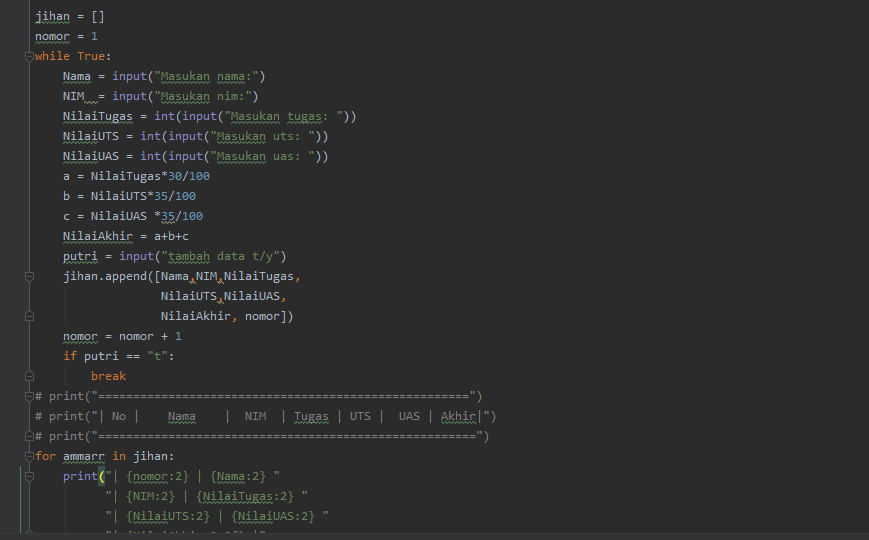 jihan = []
nomor = 1
while True:
    Nama = input("Masukan nama:")
    NIM  = input("Masukan nim:")
    NilaiTugas = int(input("Masukan tugas: "))
    NilaiUTS = int(input("Masukan uts: "))
    NilaiUAS = int(input("Masukan uas: "))
    a = NilaiTugas*30/100
    b = NilaiUTS*35/100
    c = NilaiUAS *35/100
    NilaiAkhir = a+b+c
    putri = input("tambah data t/y")
    jihan.append([Nama,NIM,NilaiTugas,
                  NilaiUTS,NilaiUAS,
                  NilaiAkhir, nomor])
    nomor = nomor + 1
    if putri == "t":
        break
# print("=====================================================")
# print("| No |    Nama    |  NIM  | Tugas | UTS |  UAS | Akhir|")
# print("======================================================")
for ammarr in jihan:
    print("| {nomor:2} | {Nama:2} "
          "| {NIM:2} | {NilaiTugas:2} "
          "| {NilaiUTS:2} | {NilaiUAS:2} "